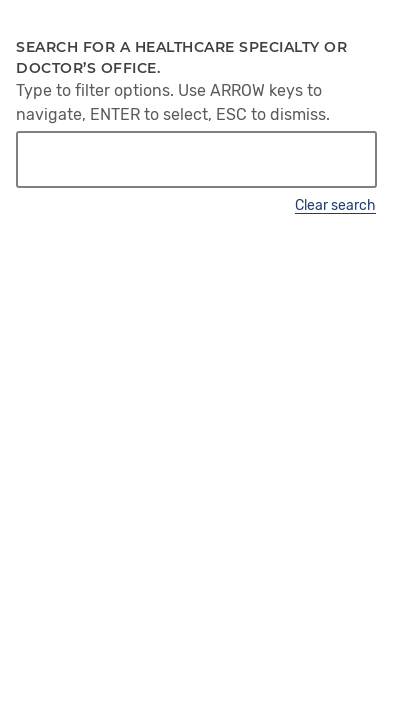 SEARCH FOR A HEALTHCARE SPECIALTY OR
DOCTOR’S OFFICE.
Type to filter options. Use ARROW keys to
navigate, ENTER to select, ESC to dismiss.
Clear search